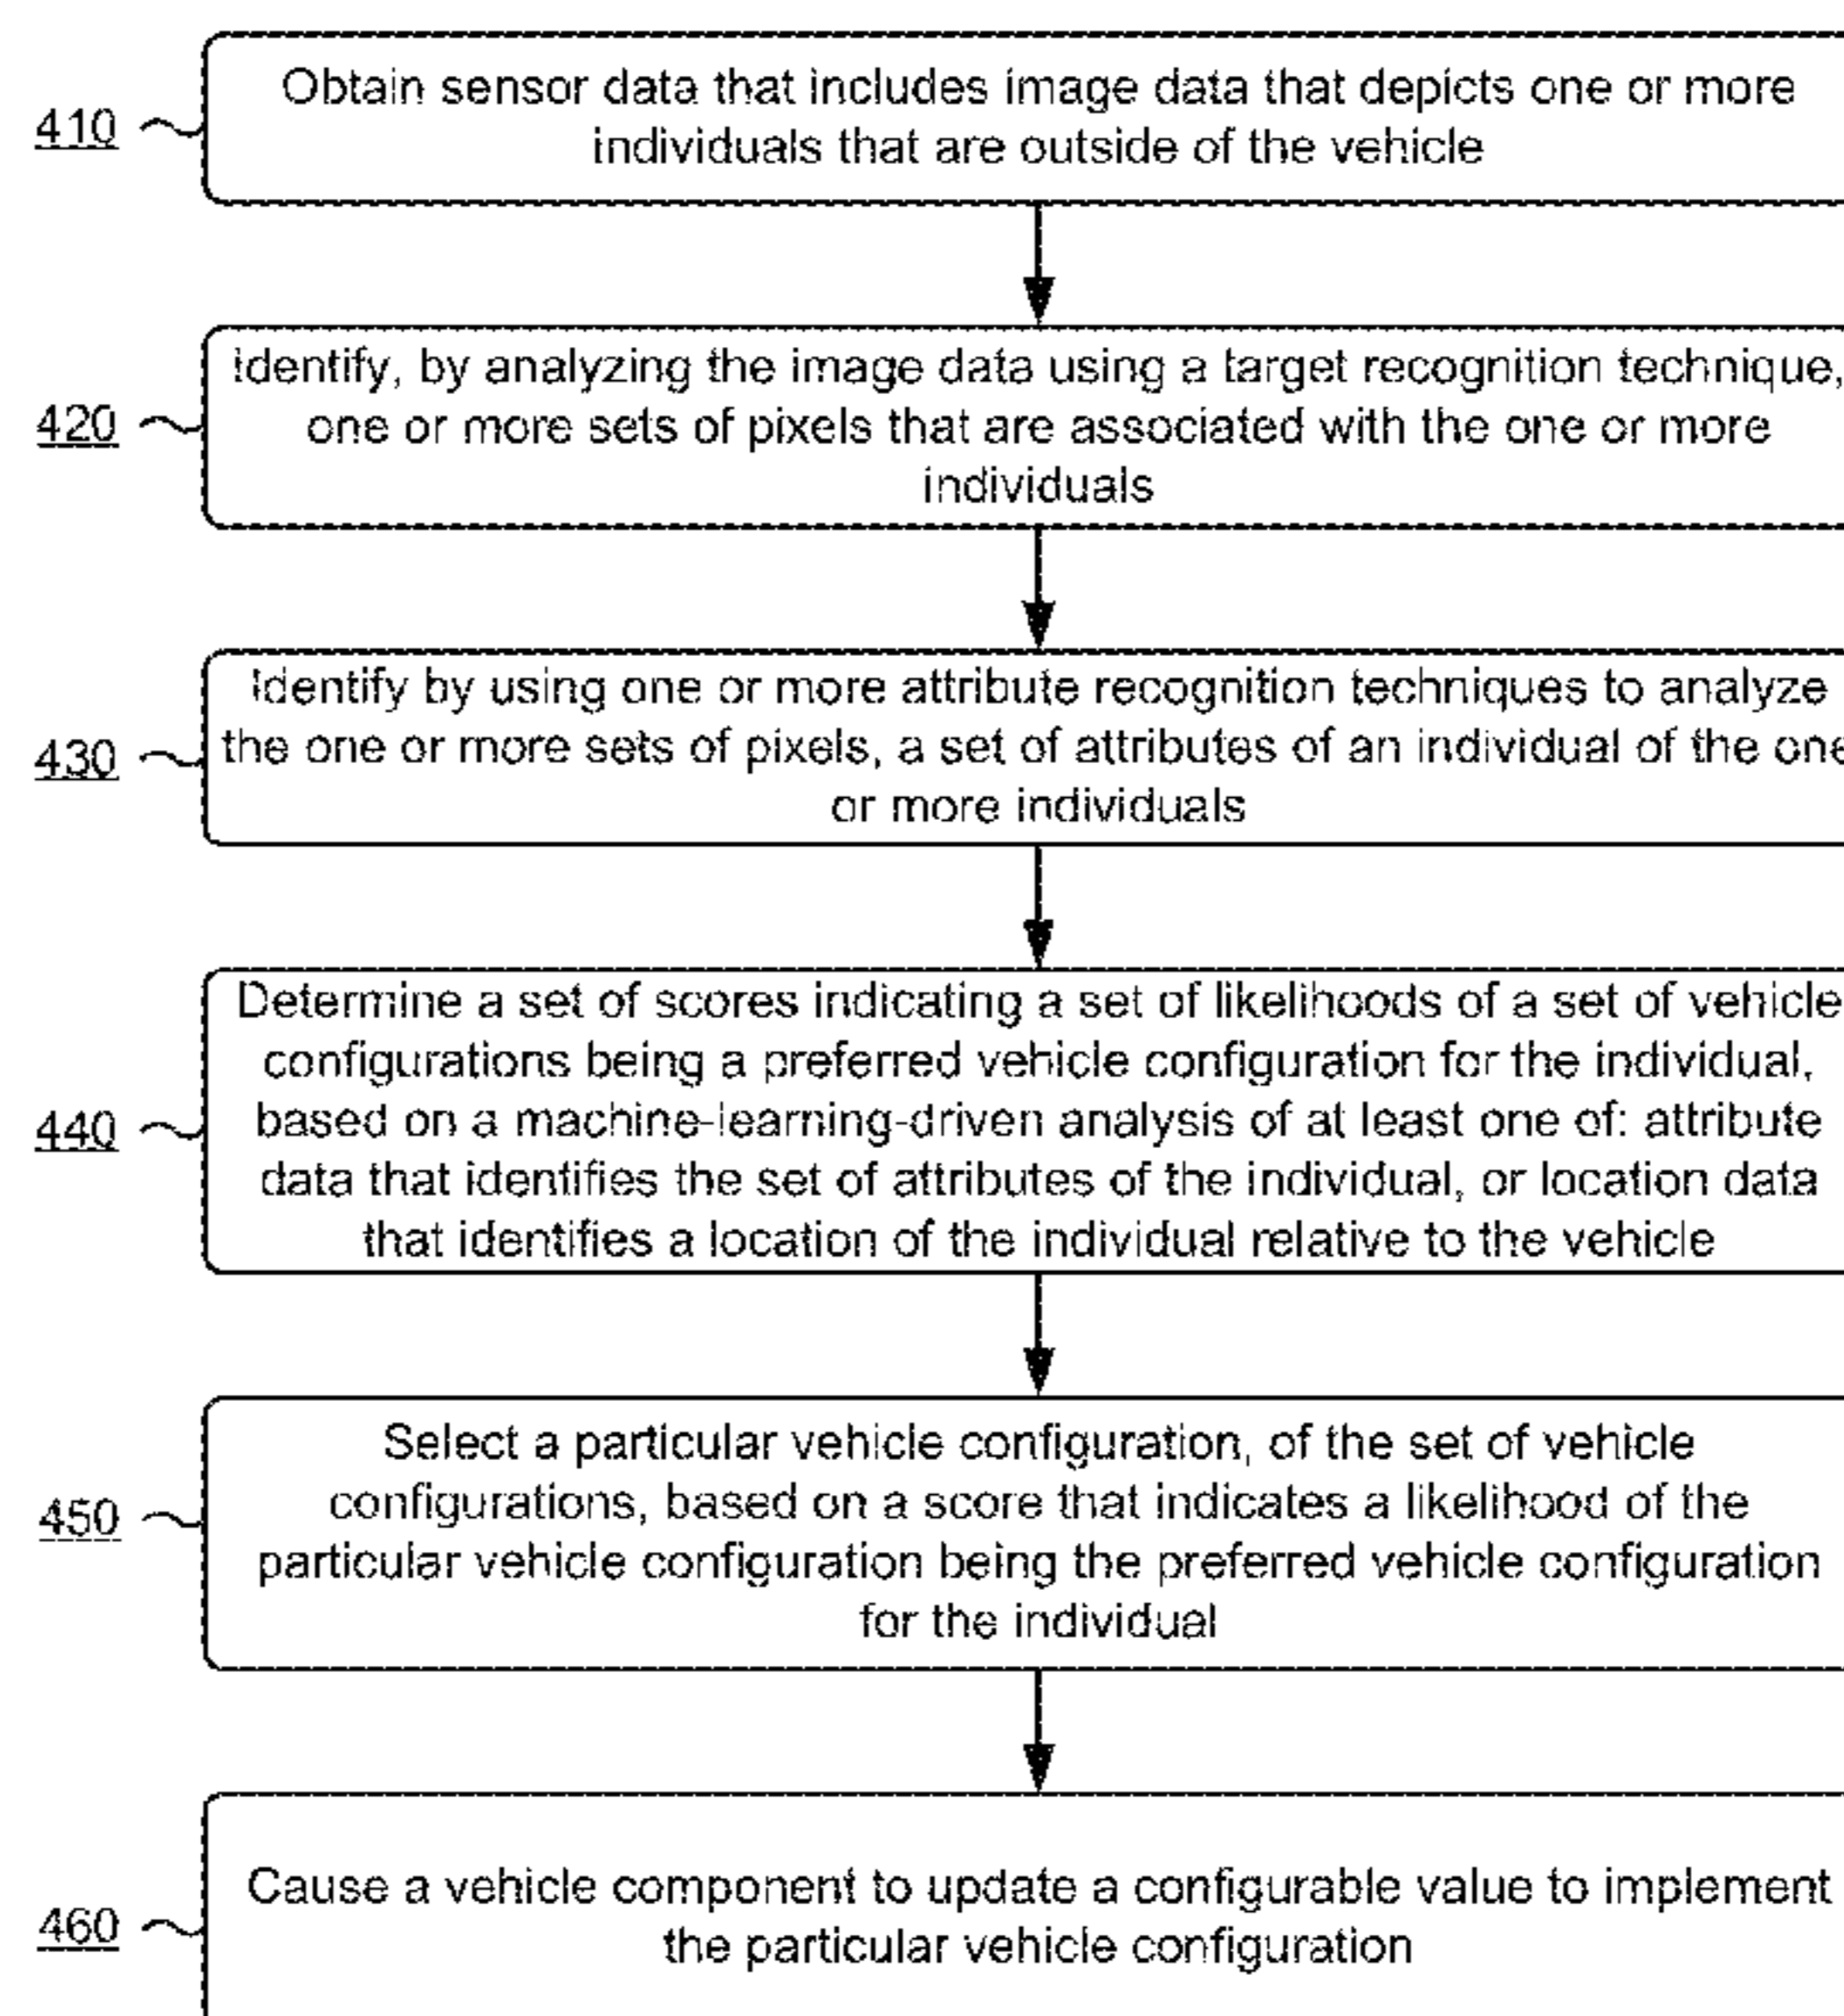 Obtain sensor data that includes image data that depicts one or more
individuals that are outside of the vehicle
410
Identify, by analyzing the image data using a target recognition technique,
one or more sets of pixels that are associated with the one or more
individuals
420
Identify by using one or more attribute recognition techniques to analyze
the one or more sets of pixels, a set of attributes of an individual of the one
or more individuals
430
Determine a set of scores indicating a set of likelihoods of a set of vehicle
configurations being a preferred vehicle configuration for the individual,
based on a machine-learning-driven analysis of at least one of: attribute
data that identifies the set of attributes of the individual, or location data
that identifies a location of the individual relative to the vehicle
440
Select a particular vehicle configuration, of the set of vehicle
configurations, based on a score that indicates a likelihood of the
particular vehicle configuration being the preferred vehicle configuration
for the individual
450
Cause a vehicle component to update a configurable value to implement
the particular vehicle configuration
460